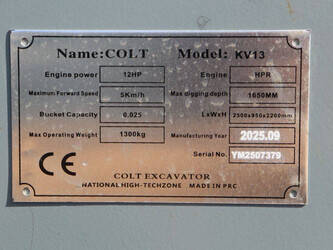 Name:COLT Model: KV13
Engine power 12HP Engine HPR
Maximum Forward Speed 5Km/h Max digging depth 1650MM
Bucket Capacity 0.025 LxWxH 2500x950x2200mm
Max Operating Weight 1300kg Manufacturing Year 2025.09
Serial No. YM2507379
CE
COLT EXCAVATOR
NATIONAL HIGH-TECHZONE MADE IN PRC